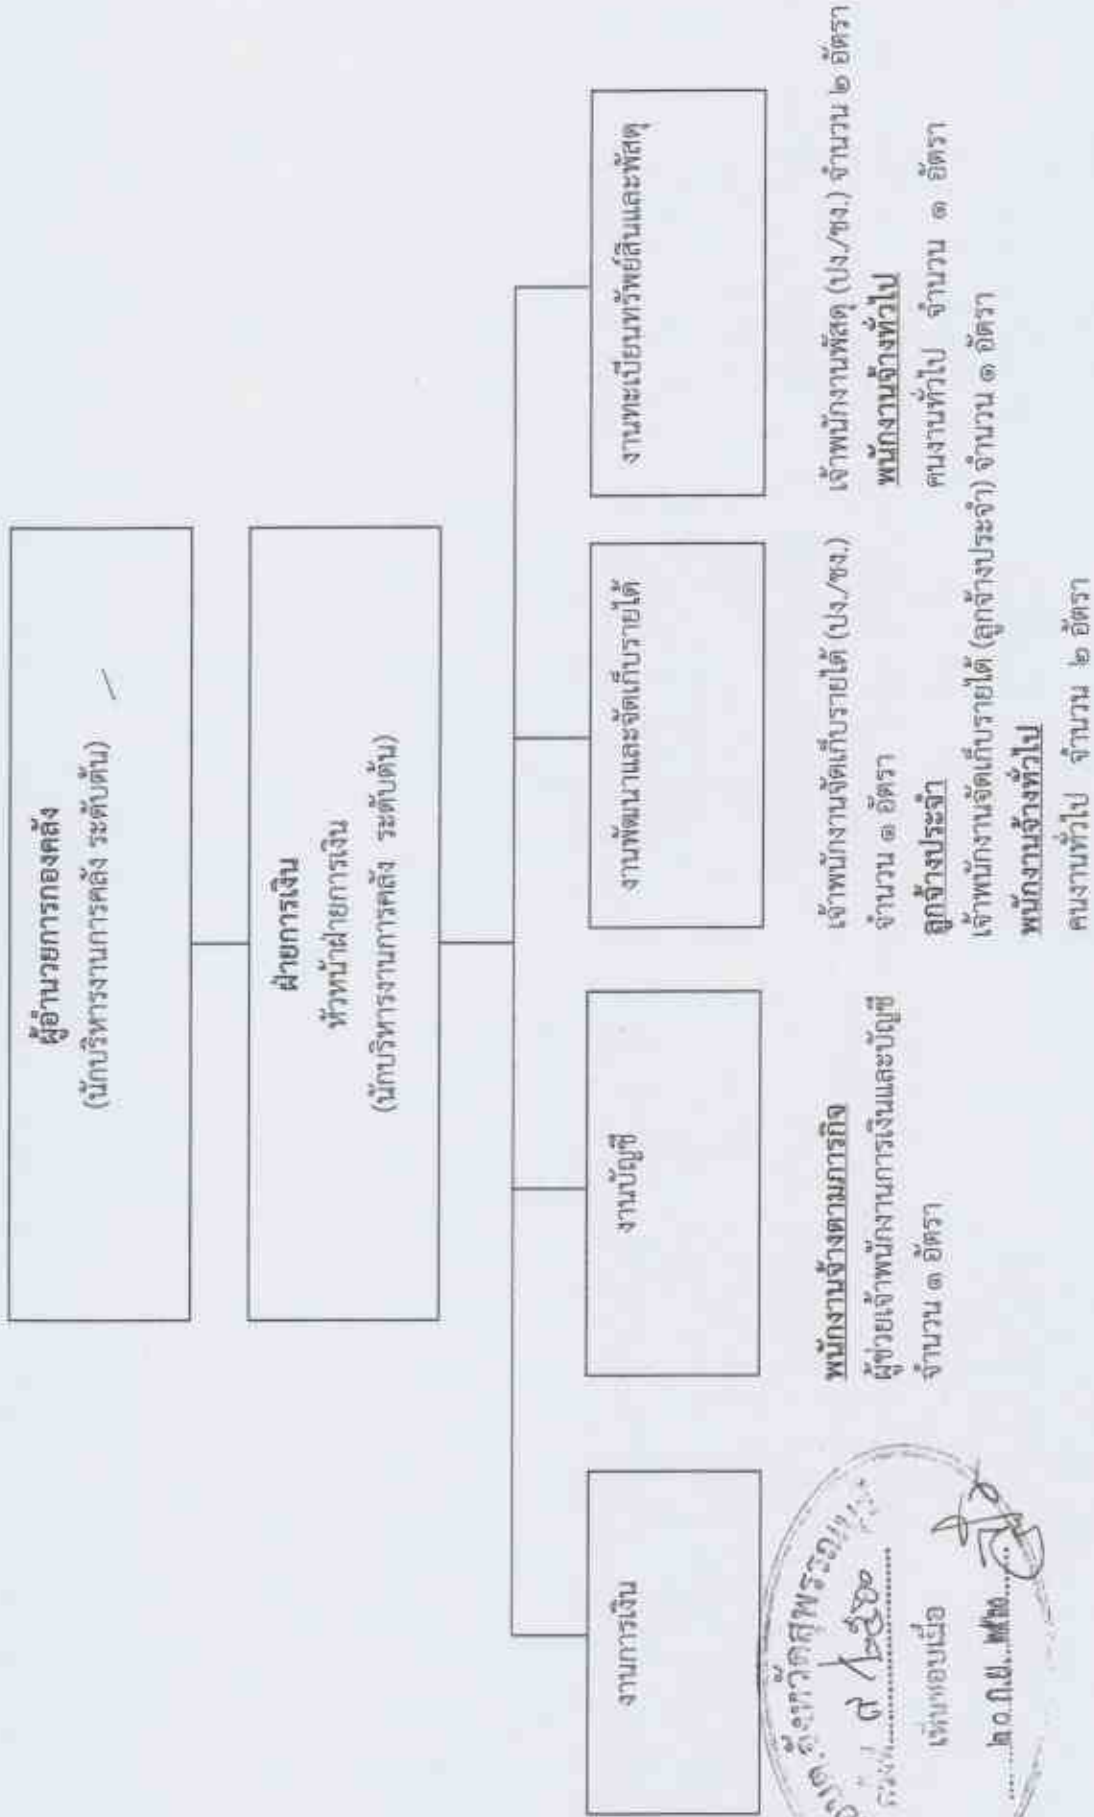 ผู้อำนวยการกองคลัง
(นักบริหารงานการคลัง ระดับต้น)
ฝ่ายการเงิน
หัวหน้าฝ่ายการเงิน
(นักบริหารงานการคลัง ระดับต้น)
งานการเงิน
งานบัญชี
พนักงานจ้างตามภารกิจ
ผู้ช่วยเจ้าพนักงานการเงินและบัญชี
จำนวน ๑ อัตรา
งานพัฒนาและจัดเก็บรายได้
เจ้าพนักงานจัดเก็บรายได้ (ปง./ชง.)
จำนวน ๑ อัตรา
ลูกจ้างประจำ
เจ้าพนักงานจัดเก็บรายได้ (ลูกจ้างประจำ) จำนวน ๑ อัตรา
พนักงานจ้างทั่วไป
คนงานทั่วไป จำนวน ๒ อัตรา
งานทะเบียนทรัพย์สินและพัสดุ
เจ้าพนักงานพัสดุ (ปง./ชง.) จำนวน ๒ อัตรา
พนักงานจ้างทั่วไป
คนงานทั่วไป จำนวน ๑ อัตรา
เห็นชอบเมื่อ
๒๐ ก.ย.